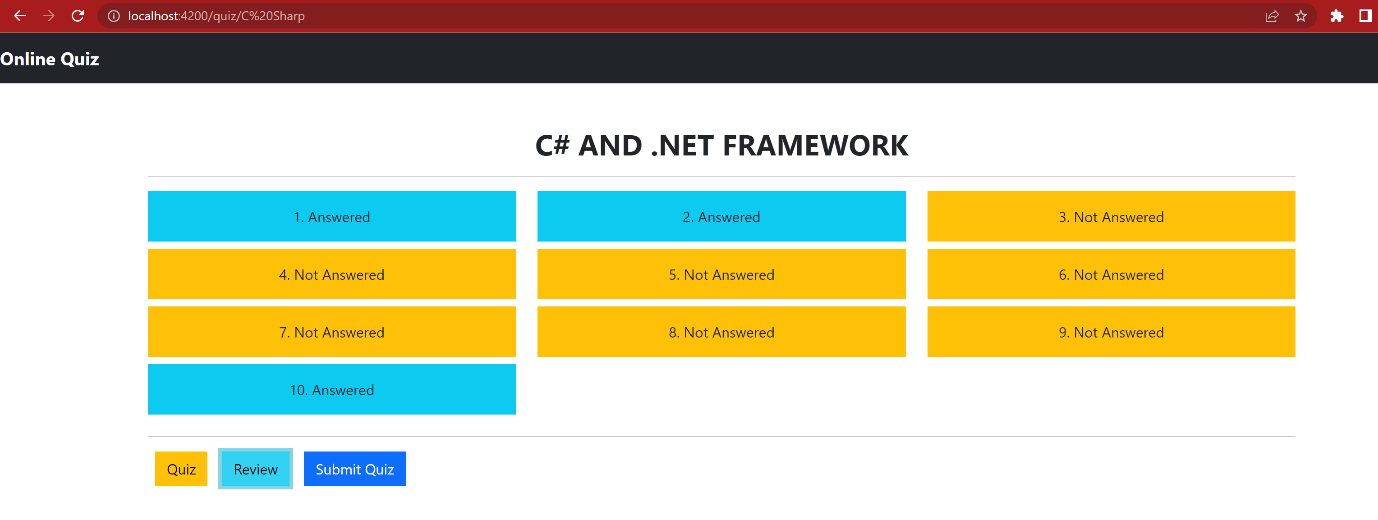 localhost:4200/quiz/C%20Sharp
Online Quiz
C# AND .NET FRAMEWORK
1. Answered
2. Answered
3. Not Answered
4. Not Answered
5. Not Answered
6. Not Answered
7. Not Answered
8. Not Answered
9. Not Answered
10. Answered
Quiz
Review
Submit Quiz